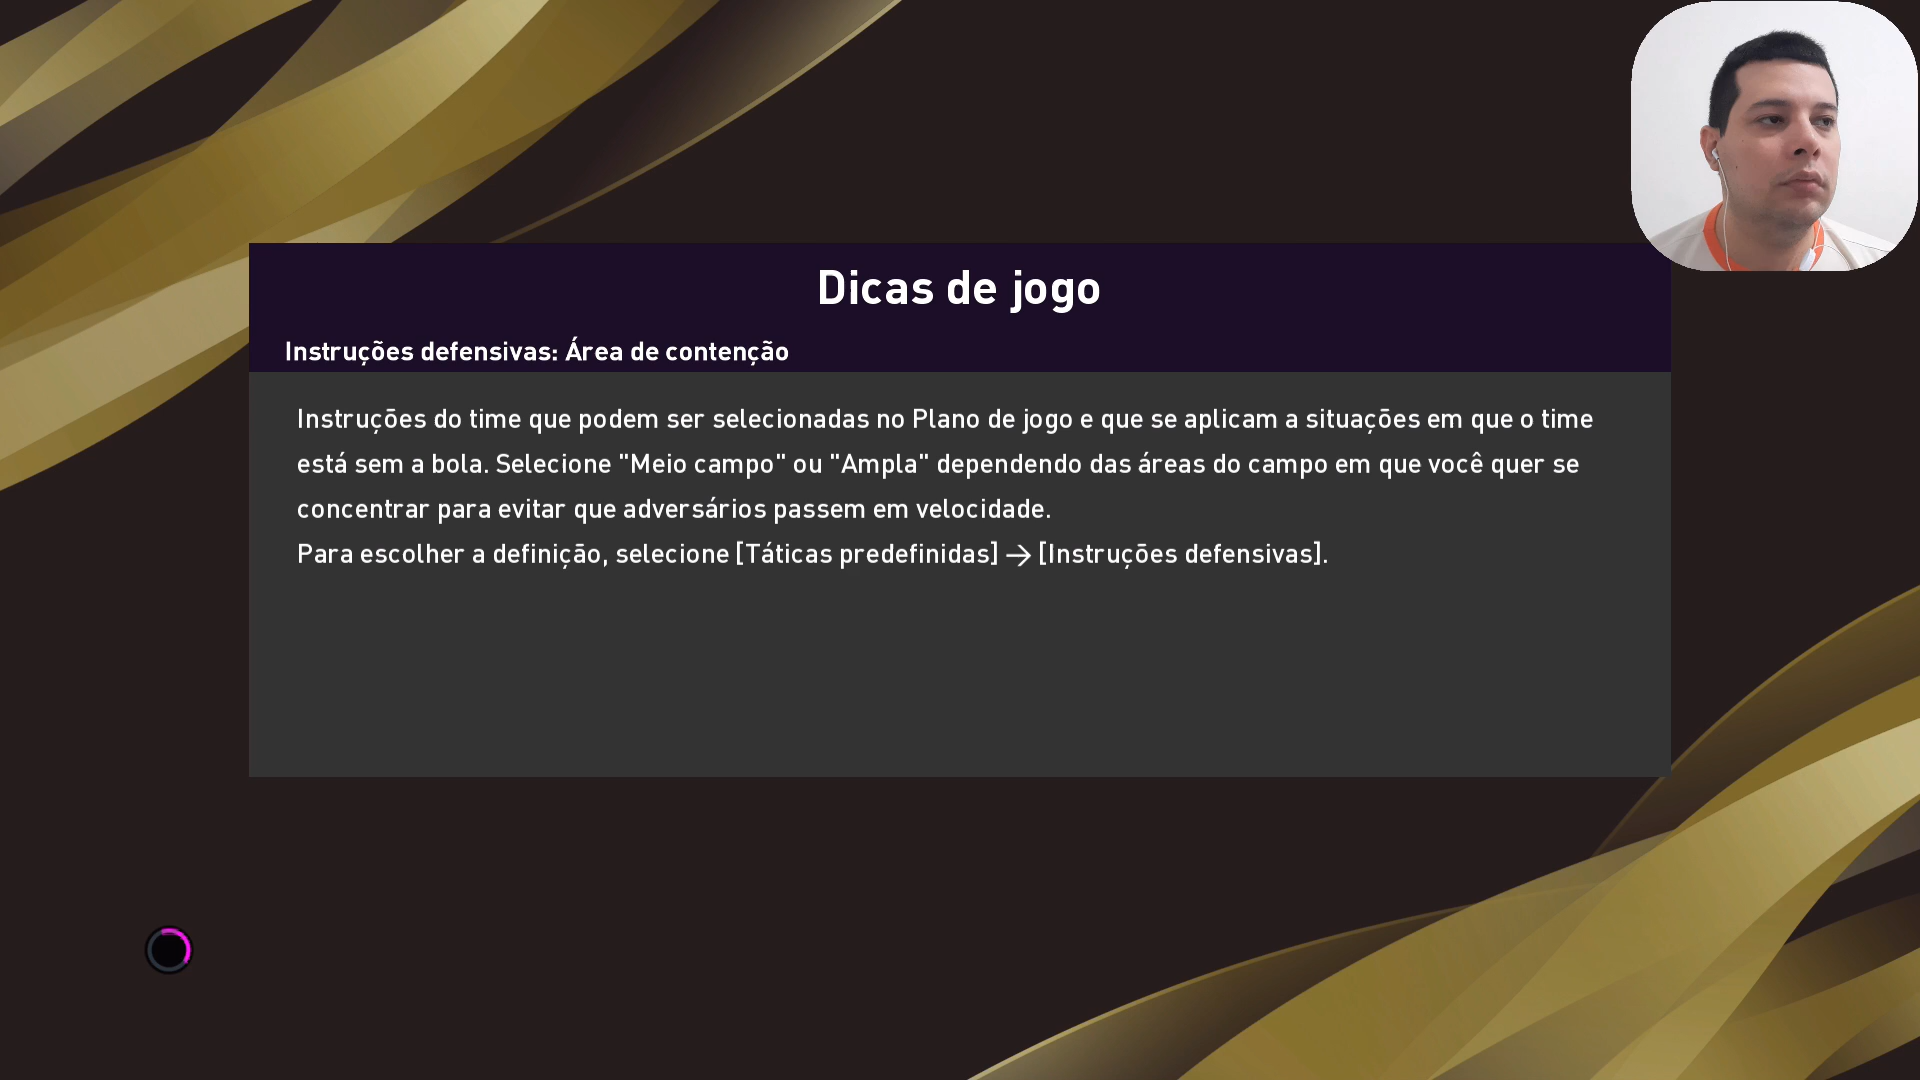 Dicas de jogo
Instruções defensivas: Área de contenção
Instruções do time que podem ser selecionadas no Plano de jogo e que se aplicam a situações em que o time
está sem a bola. Selecione "Meio campo" ou "Ampla" dependendo das áreas do campo em que você quer se
concentrar para evitar que adversários passem em velocidade.
Para escolher a definição, selecione [Táticas predefinidas] → [Instruções defensivas].